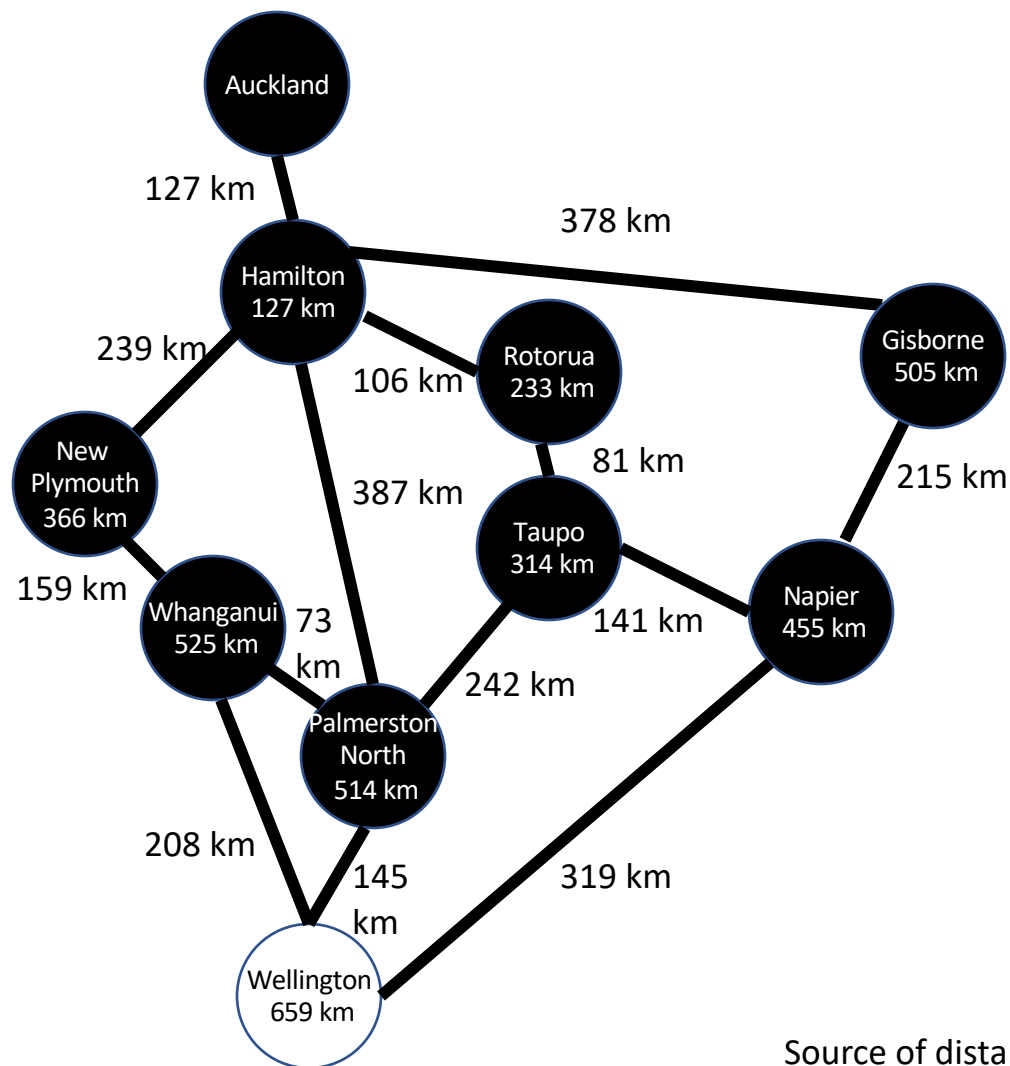 Auckland
127 km
378 km
Hamilton
127 km
239 km
106 km
Rotorua
233 km
Gisborne
505 km
New
Plymouth
366 km
387 km
81 km
215 km
Taupo
314 km
159 km
Whanganui
525 km
73
km
141 km
Napier
455 km
242 km
Palmerston
North
514 km
208 km
145
km
319 km
Wellington
659 km
Source of dista